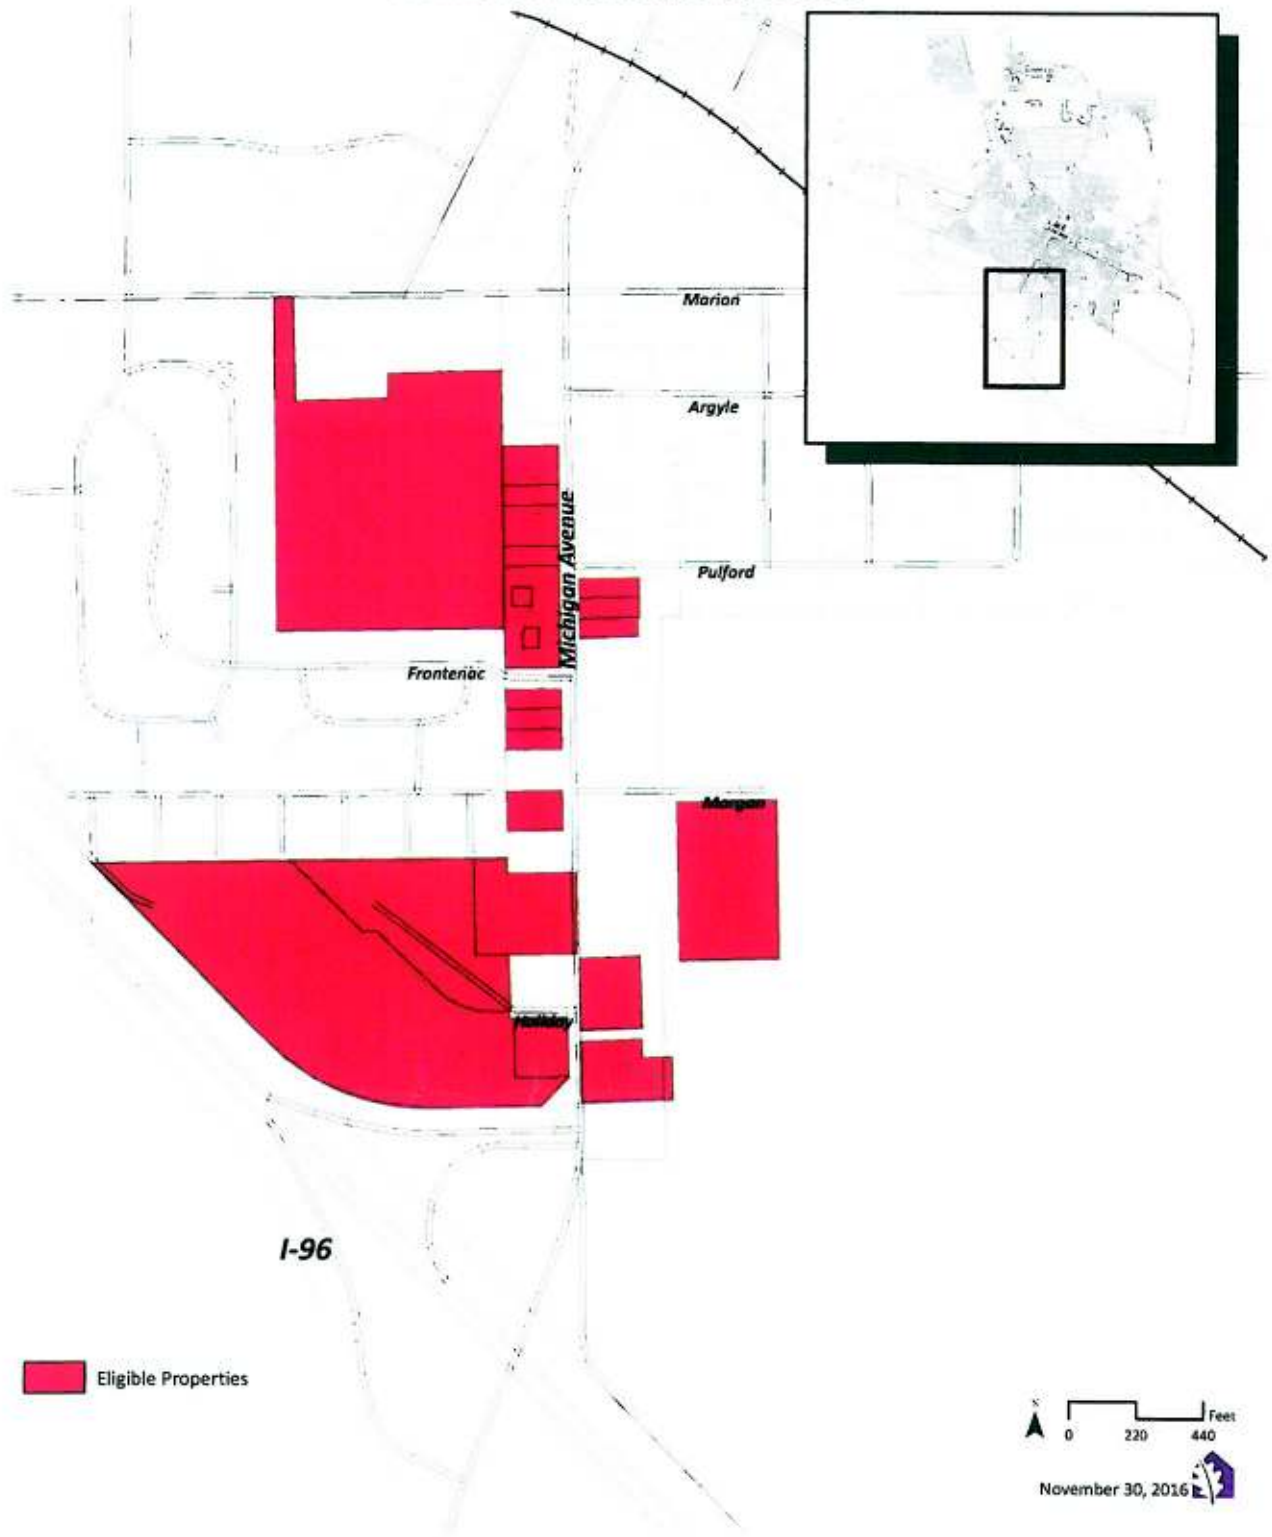 Marion
Argyle
Michigan Avenue
Pulford
Frontenac
Morgan
Holiday
I-96
Eligible Properties
N
Feet
0 220 440
November 30, 2016